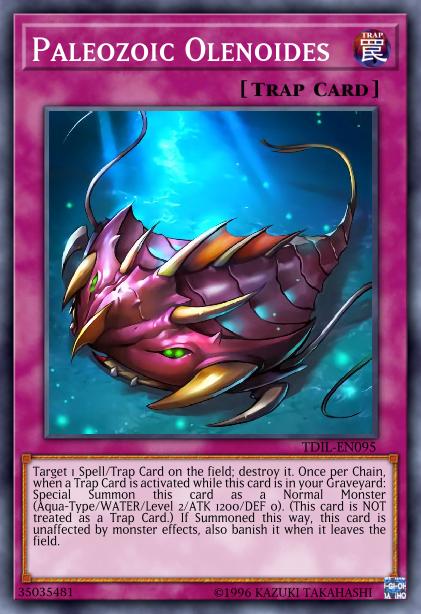 PALEOZOIC OLENOIDES
TRAP
罠
[TRAP CARD]
TDIL-EN095
Target 1 Spell/Trap Card on the field; destroy it. Once per Chain,
when a Trap Card is activated while this card is in your Graveyard:
Special Summon this card as a Normal Monster
(Aqua-Type/WATER/Level 2/ATK 1200/DEF 0). (This card is NOT
treated as a Trap Card.) If Summoned this way, this card is
unaffected by monster effects, also banish it when it leaves the
field.
35035481
©1996 KAZUKI TAKAHASHI